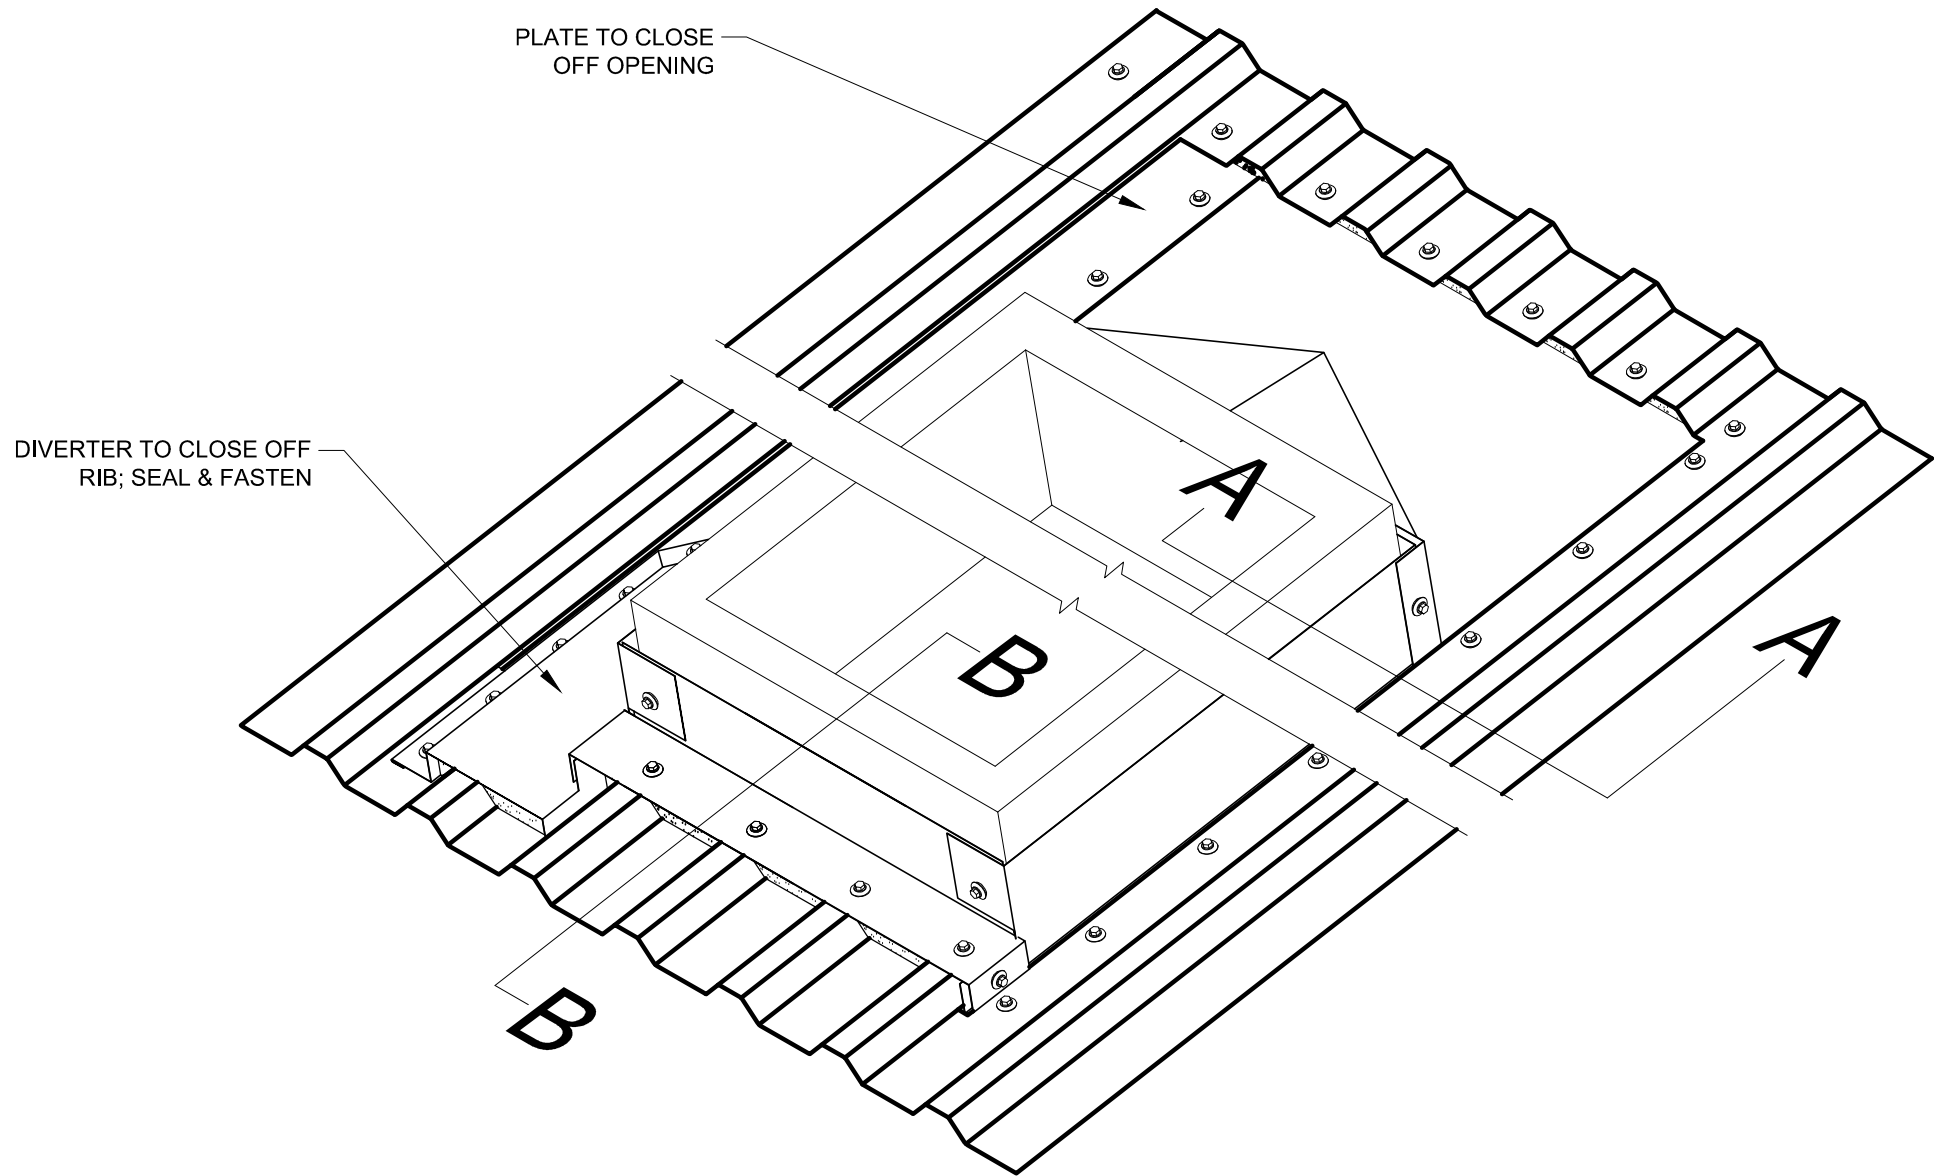 PLATE TO CLOSE
OFF OPENING
DIVERTER TO CLOSE OFF
RIB; SEAL & FASTEN
A
A
B
B